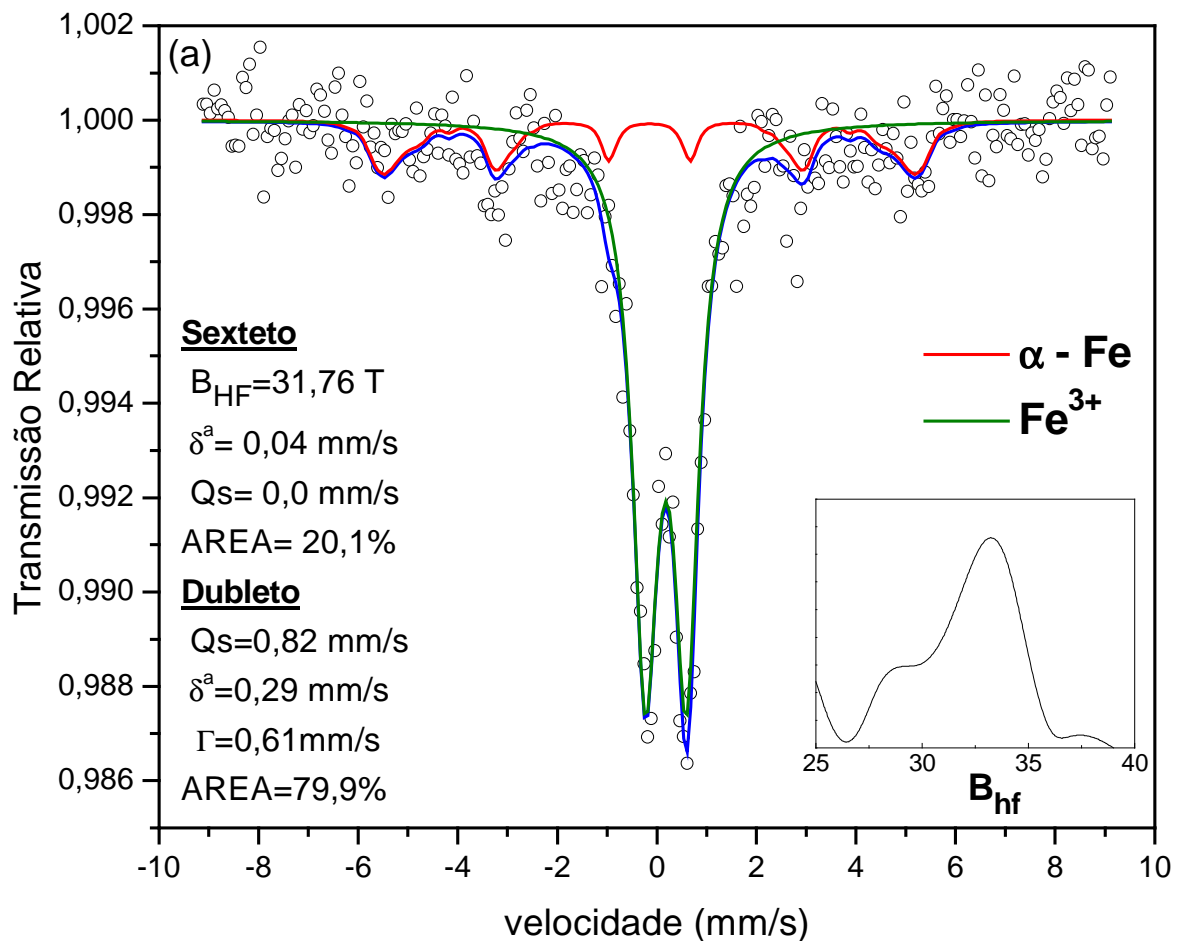 (a)
1,002
1,000
0,998
0,996
0,994
0,992
0,990
0,988
0,986
Transmissão Relativa
Sexteto
B_HF=31,76 T
δ^a= 0,04 mm/s
Qs= 0,0 mm/s
AREA= 20,1%
Dubleto
Qs=0,82 mm/s
δ^a=0,29 mm/s
Γ=0,61mm/s
AREA=79,9%
α - Fe
Fe^3+
25 30 35 40
B_hf
-10 -8 -6 -4 -2 0 2 4 6 8 10
velocidade (mm/s)